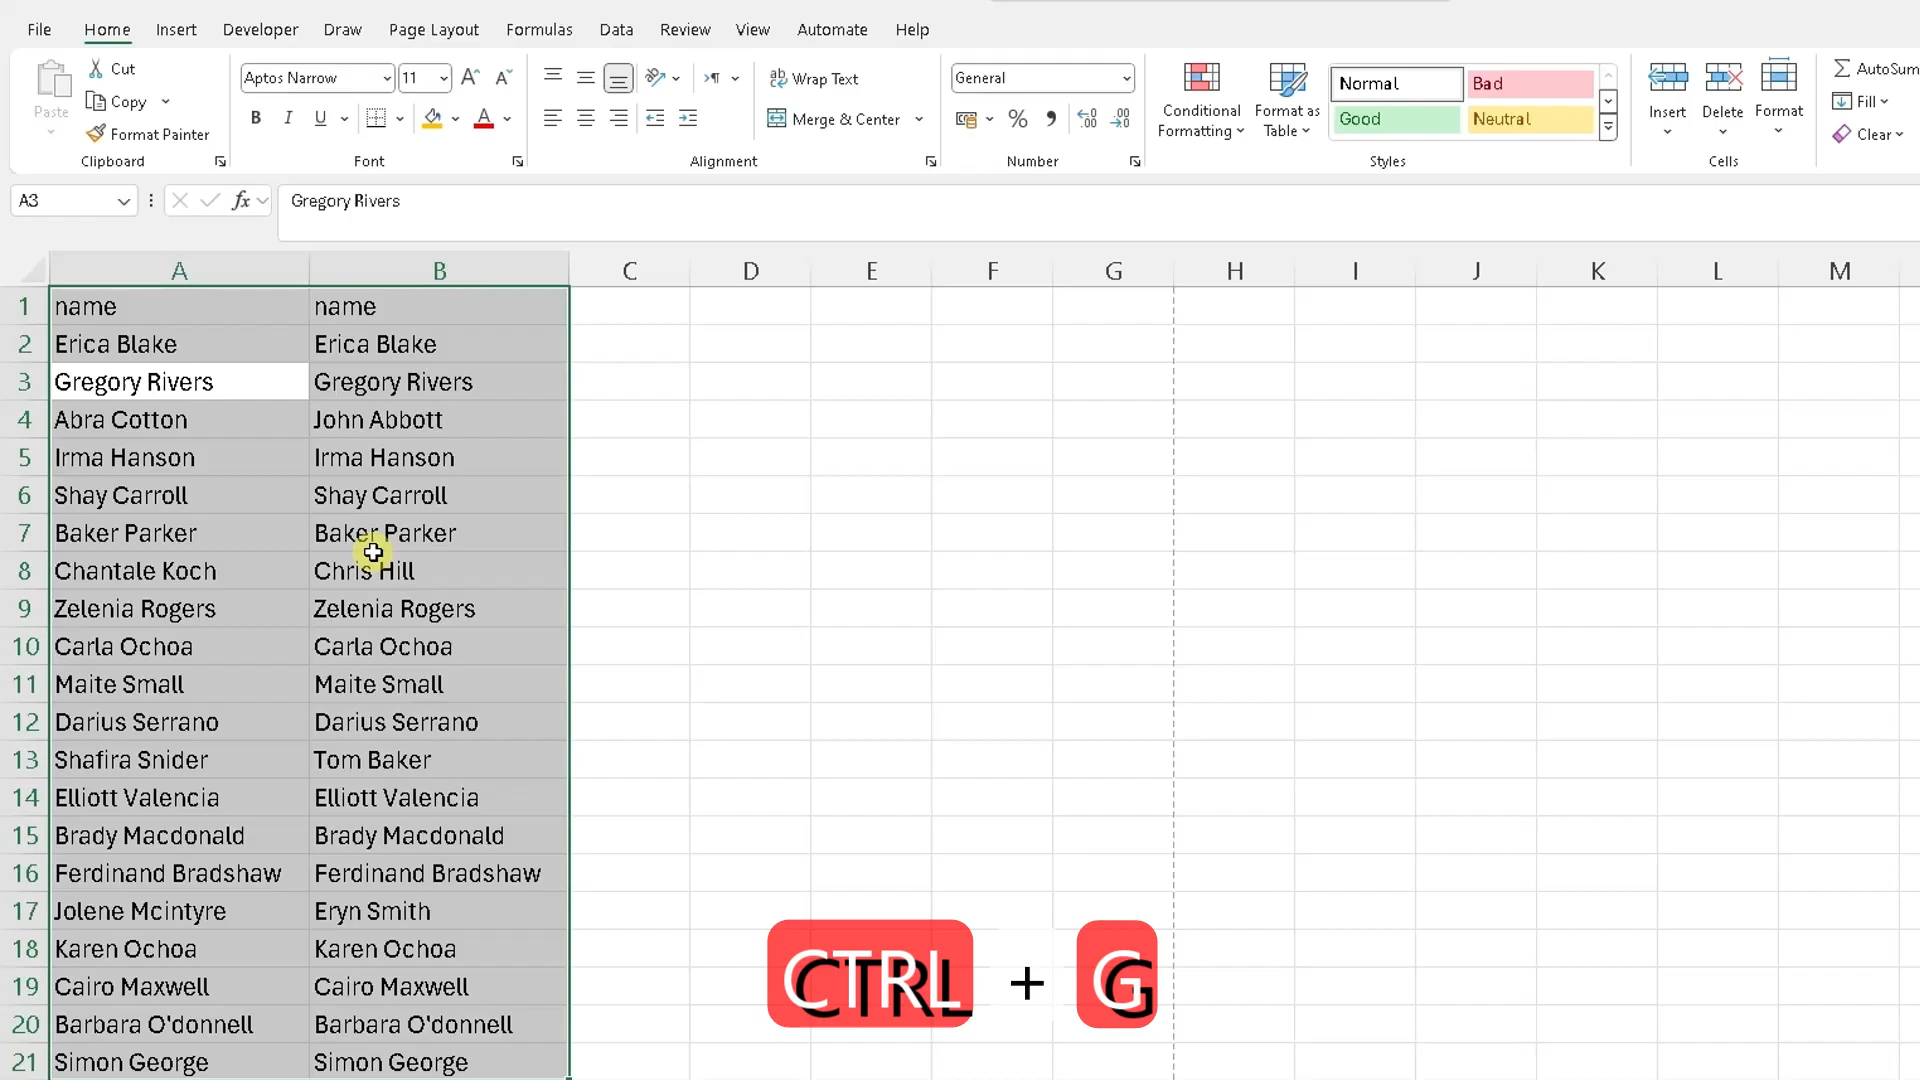 File Home Insert Developer Draw Page Layout Formulas Data Review View Automate Help
Paste
Cut
Copy
Format Painter
Clipboard
Aptos Narrow 11
B I U
Font
Wrap Text
Merge & Center
Alignment
General
Number
Conditional Formatting
Format as Table
Normal Bad
Good Neutral
Styles
Insert Delete Format
Cells
AutoSum
Fill
Clear
A3 fx Gregory Rivers
A B C D E F G H I J K L M
1 name name
2 Erica Blake Erica Blake
3 Gregory Rivers Gregory Rivers
4 Abra Cotton John Abbott
5 Irma Hanson Irma Hanson
6 Shay Carroll Shay Carroll
7 Baker Parker Baker Parker
8 Chantale Koch Chris Hill
9 Zelenia Rogers Zelenia Rogers
10 Carla Ochoa Carla Ochoa
11 Maite Small Maite Small
12 Darius Serrano Darius Serrano
13 Shafira Snider Tom Baker
14 Elliott Valencia Elliott Valencia
15 Brady Macdonald Brady Macdonald
16 Ferdinand Bradshaw Ferdinand Bradshaw
17 Jolene Mcintyre Eryn Smith
18 Karen Ochoa Karen Ochoa
19 Cairo Maxwell Cairo Maxwell
20 Barbara O'donnell Barbara O'donnell
21 Simon George Simon George
CTRL + G